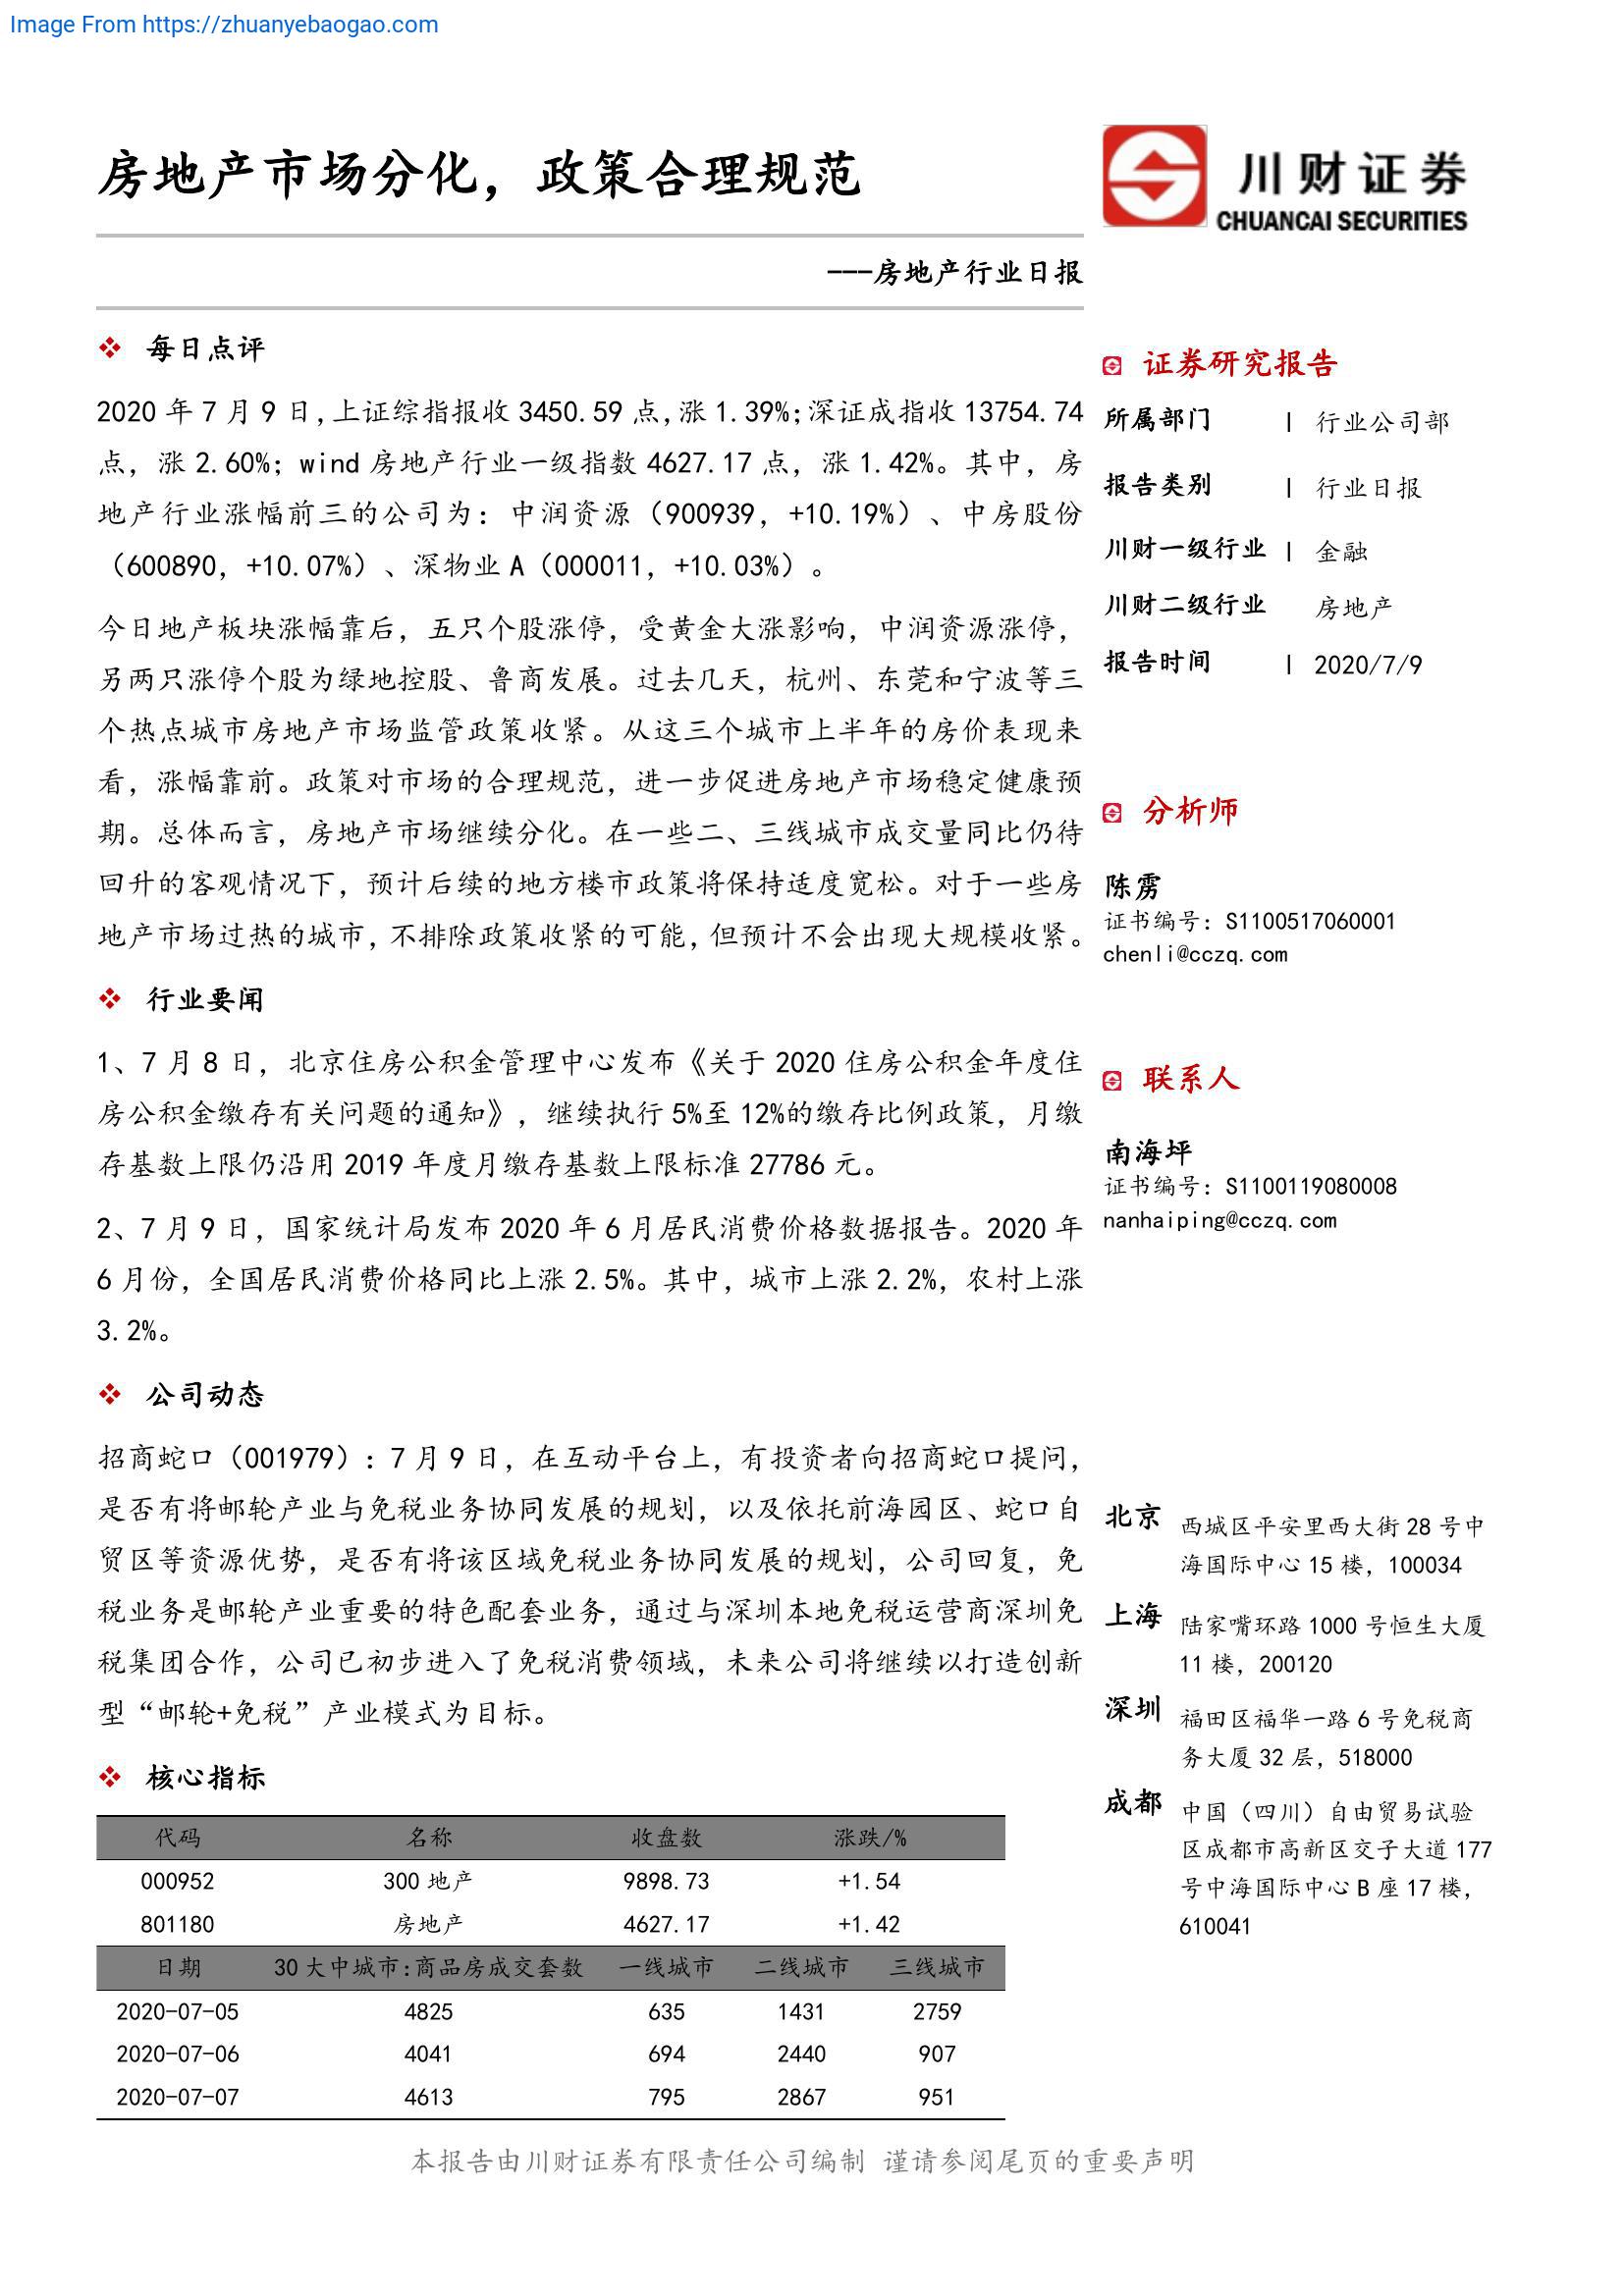 Image From https://zhuanyebaogao.com
房地产市场分化，政策合理规范
川财证券
CHUANCAI SECURITIES
---房地产行业日报
每日点评
2020 年 7 月 9 日，上证综指报收 3450.59 点，涨 1.39%；深证成指收 13754.74
点，涨 2.60%；wind 房地产行业一级指数 4627.17 点，涨 1.42%。其中，房
地产行业涨幅前三的公司为：中润资源（900939，+10.19%）、中房股份
（600890，+10.07%）、深物业 A（000011，+10.03%）。
今日地产板块涨幅靠后，五只个股涨停，受黄金大涨影响，中润资源涨停，
另两只涨停个股为绿地控股、鲁商发展。过去几天，杭州、东莞和宁波等三
个热点城市房地产市场监管政策收紧。从这三个城市上半年的房价表现来
看，涨幅靠前。政策对市场的合理规范，进一步促进房地产市场稳定健康预
期。总体而言，房地产市场继续分化。在一些二、三线城市成交量同比仍待
回升的客观情况下，预计后续的地方楼市政策将保持适度宽松。对于一些房
地产市场过热的城市，不排除政策收紧的可能，但预计不会出现大规模收紧。
行业要闻
1、7 月 8 日，北京住房公积金管理中心发布《关于 2020 住房公积金年度住
房公积金缴存有关问题的通知》，继续执行 5%至 12%的缴存比例政策，月缴
存基数上限仍沿用 2019 年度月缴存基数上限标准 27786 元。
2、7 月 9 日，国家统计局发布 2020 年 6 月居民消费价格数据报告。2020 年
6 月份，全国居民消费价格同比上涨 2.5%。其中，城市上涨 2.2%，农村上涨
3.2%。
公司动态
招商蛇口（001979）：7 月 9 日，在互动平台上，有投资者向招商蛇口提问，
是否有将邮轮产业与免税业务协同发展的规划，以及依托前海园区、蛇口自
贸区等资源优势，是否有将该区域免税业务协同发展的规划，公司回复，免
税业务是邮轮产业重要的特色配套业务，通过与深圳本地免税运营商深圳免
税集团合作，公司已初步进入了免税消费领域，未来公司将继续以打造创新
型“邮轮+免税”产业模式为目标。
核心指标
代码 名称 收盘数 涨跌/%
000952 300 地产 9898.73 +1.54
801180 房地产 4627.17 +1.42
日期 30 大中城市:商品房成交套数 一线城市 二线城市 三线城市
2020-07-05 4825 635 1431 2759
2020-07-06 4041 694 2440 907
2020-07-07 4613 795 2867 951
证券研究报告
所属部门 | 行业公司部
报告类别 | 行业日报
川财一级行业 | 金融
川财二级行业 房地产
报告时间 | 2020/7/9
分析师
陈雳
证书编号：S1100517060001
chenli@cczq.com
联系人
南海坪
证书编号：S1100119080008
nanhaiping@cczq.com
北京 西城区平安里西大街 28 号中
海国际中心 15 楼，100034
上海 陆家嘴环路 1000 号恒生大厦
11 楼，200120
深圳 福田区福华一路 6 号免税商
务大厦 32 层，518000
成都 中国（四川）自由贸易试验
区成都市高新区交子大道 177
号中海国际中心 B 座 17 楼，
610041
本报告由川财证券有限责任公司编制 谨请参阅尾页的重要声明